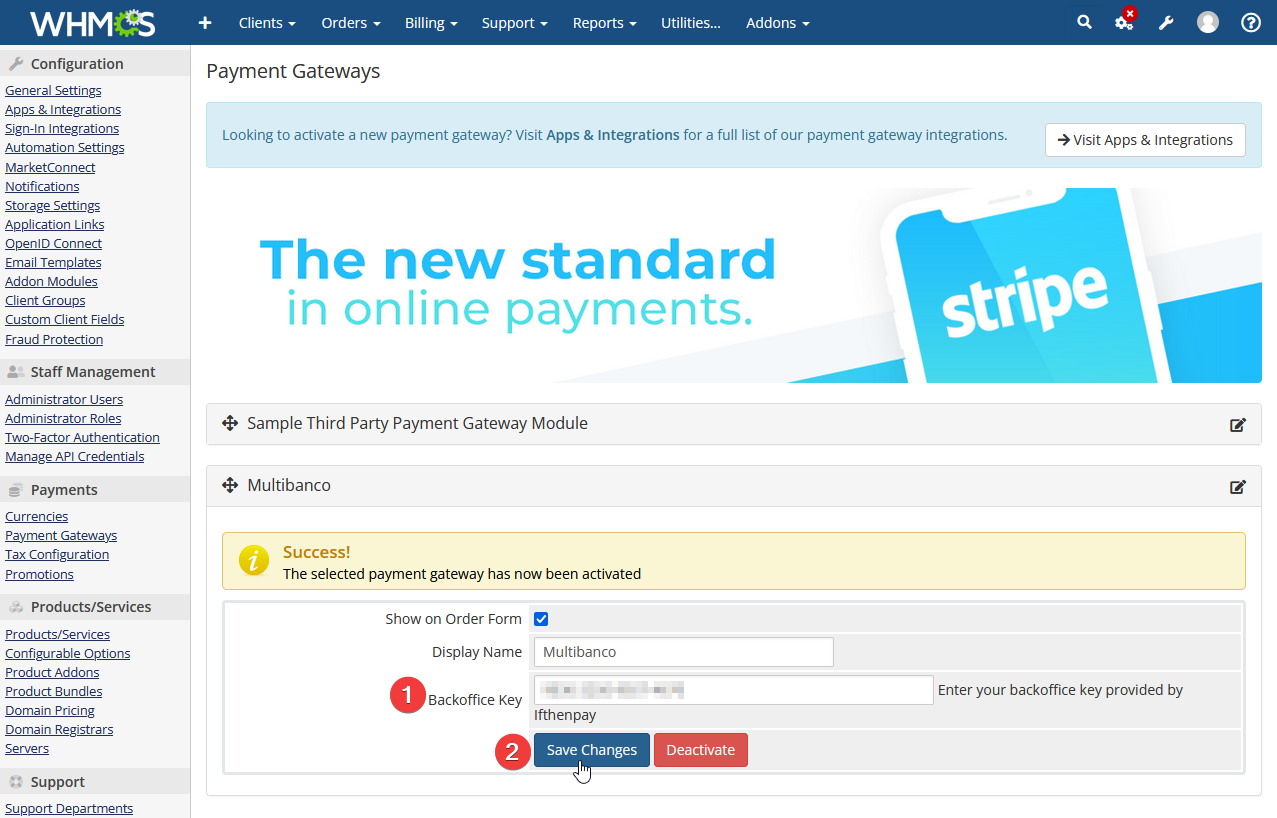 WHMCS
Clients
Orders
Billing
Support
Reports
Utilities...
Addons
Configuration
General Settings
Apps & Integrations
Sign-In Integrations
Automation Settings
MarketConnect
Notifications
Storage Settings
Application Links
OpenID Connect
Email Templates
Addon Modules
Client Groups
Custom Client Fields
Fraud Protection
Staff Management
Administrator Users
Administrator Roles
Two-Factor Authentication
Manage API Credentials
Payments
Currencies
Payment Gateways
Tax Configuration
Promotions
Products/Services
Products/Services
Configurable Options
Product Addons
Product Bundles
Domain Pricing
Domain Registrars
Servers
Support
Support Departments
Payment Gateways
Looking to activate a new payment gateway? Visit Apps & Integrations for a full list of our payment gateway integrations.
Visit Apps & Integrations
The new standard
in online payments.
stripe
Sample Third Party Payment Gateway Module
Multibanco
Success!
The selected payment gateway has now been activated
Show on Order Form
Display Name
Multibanco
1
Backoffice Key
Enter your backoffice key provided by
Ifthenpay
2
Save Changes
Deactivate